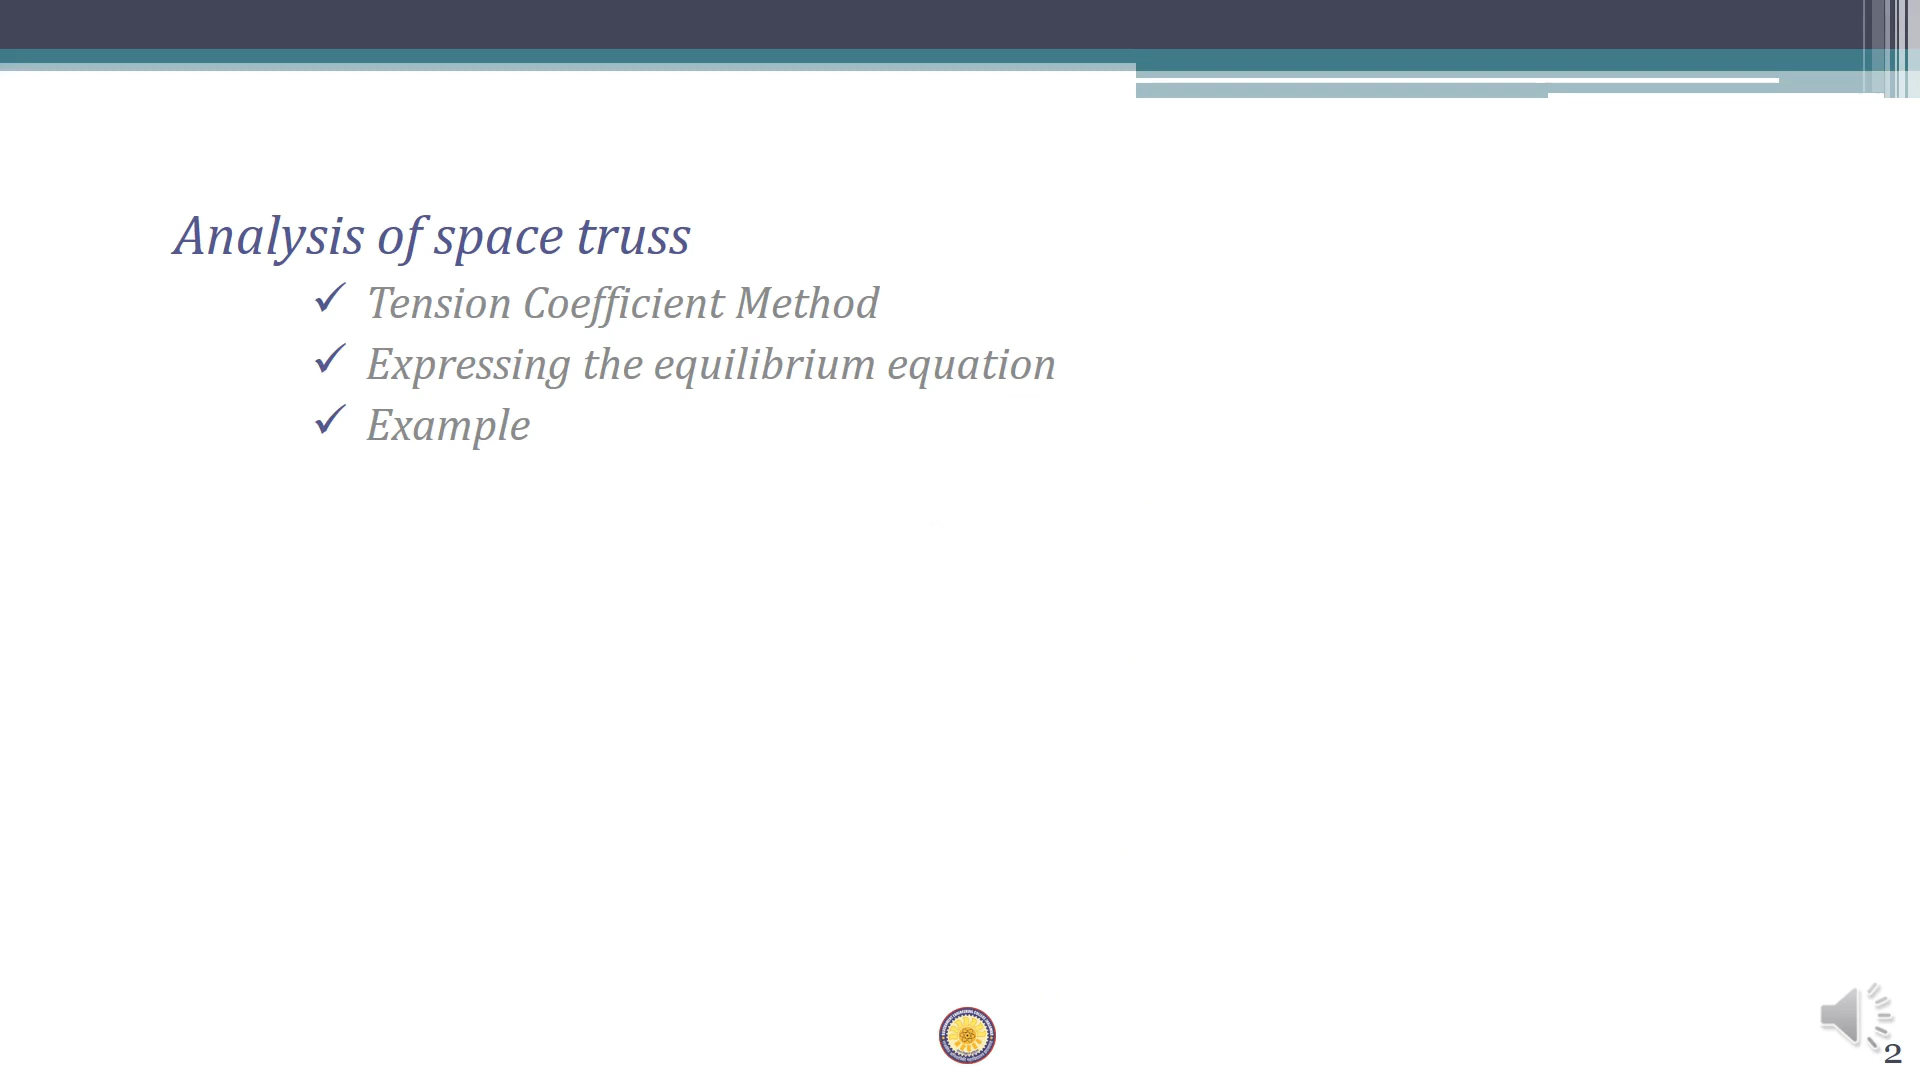 Analysis of space truss
✓ Tension Coefficient Method
✓ Expressing the equilibrium equation
✓ Example
2